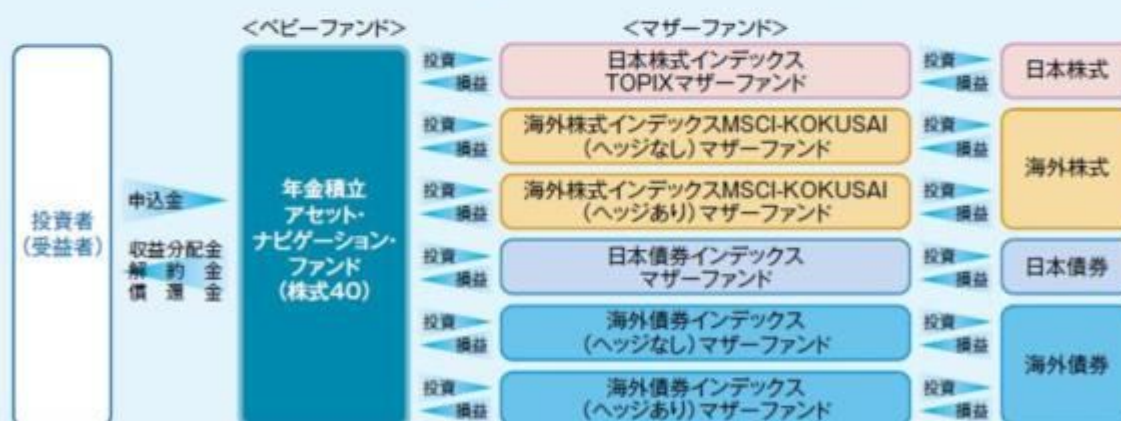 <ベビーファンド>
<マザーファンド>
投資者
(受益者)
申込金
収益分配金
解約金
償還金
年金積立
アセット・
ナビゲーション・
ファンド
(株式40)
投資
損益
日本株式インデックス
TOPIXマザーファンド
投資
損益
日本株式
投資
損益
海外株式インデックスMSCI-KOKUSAI
(ヘッジなし)マザーファンド
投資
損益
海外株式
投資
損益
海外株式インデックスMSCI-KOKUSAI
(ヘッジあり)マザーファンド
投資
損益
投資
損益
日本債券インデックス
マザーファンド
投資
損益
日本債券
投資
損益
海外債券インデックス
(ヘッジなし)マザーファンド
投資
損益
海外債券
投資
損益
海外債券インデックス
(ヘッジあり)マザーファンド
投資
損益